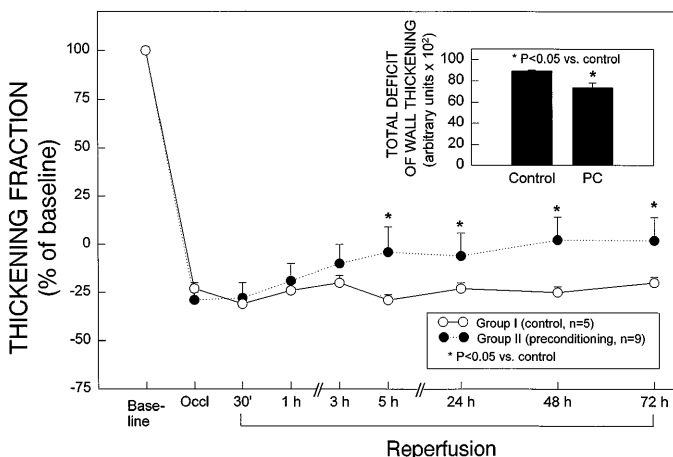 THICKENING FRACTION
(% of baseline)
100
75
50
25
0
-25
-50
-75
TOTAL DEFICIT
OF WALL THICKENING
(arbitrary units x 10²)
100
80
60
40
20
0
* P<0.05 vs. control
*
Control PC
* * * *
Group I (control, n=5)
Group II (preconditioning, n=9)
* P<0.05 vs. control
Base-
line
Occl 30' 1 h 3 h 5 h 24 h 48 h 72 h
Reperfusion